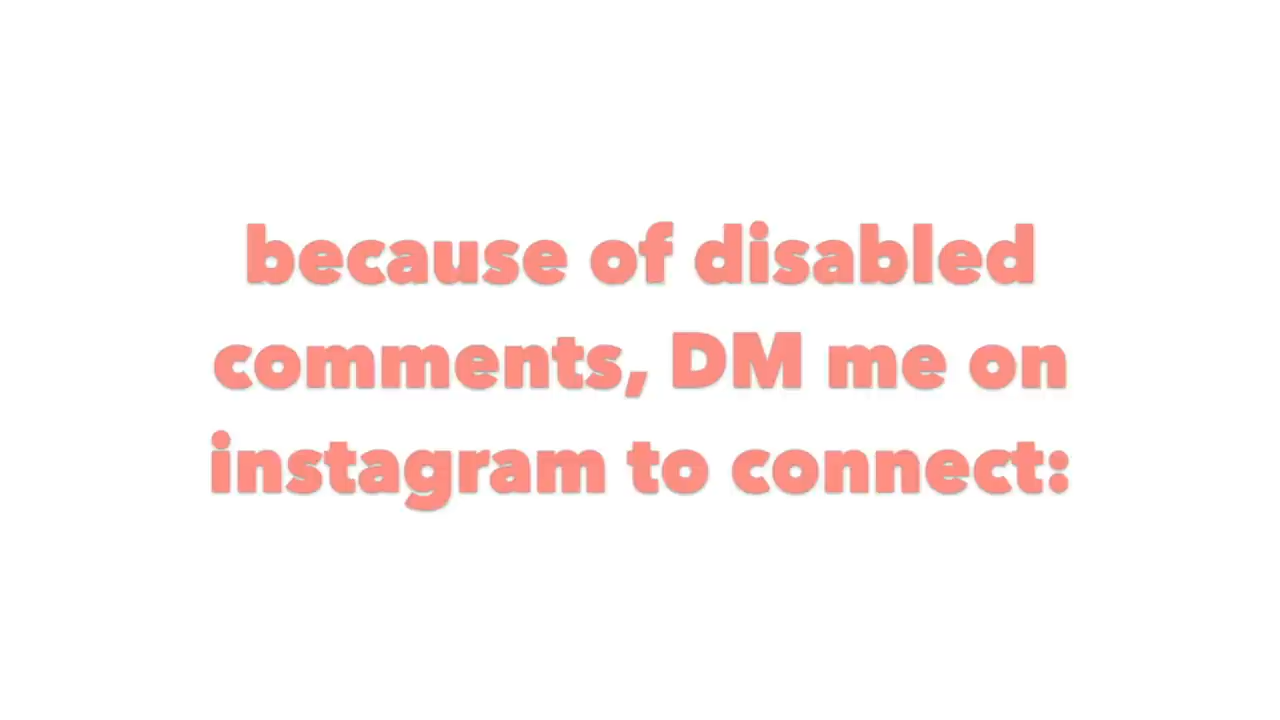 because of disabled
comments, DM me on
instagram to connect: